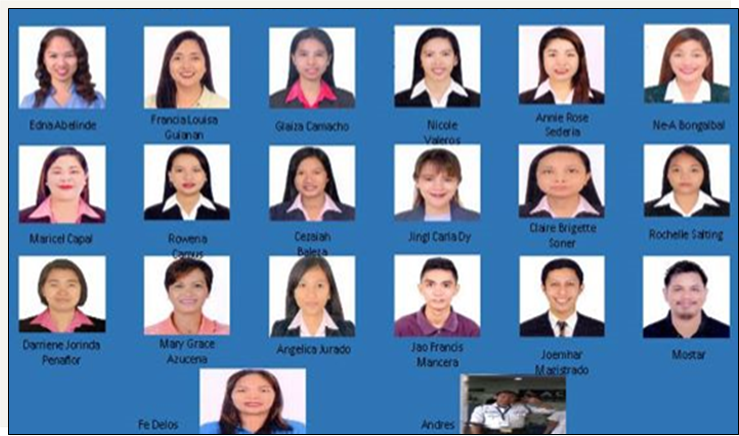 Edna Abelinde
Francia Louisa
Guianan
Glaiza Camacho
Nicole
Valeros
Annie Rose
Sederia
Ne-A Bongalbal
Maricel Capal
Rowena
Campus
Cezaiah
Baleza
Jingl Carla Dy
Claire Brigette
Soner
Rochelle Salting
Darriene Jorinda
Penaflor
Mary Grace
Azucena
Angelica Jurado
Jao Francis
Mancera
Joemhar
Magistrado
Mostar
Fe Delos
Andres